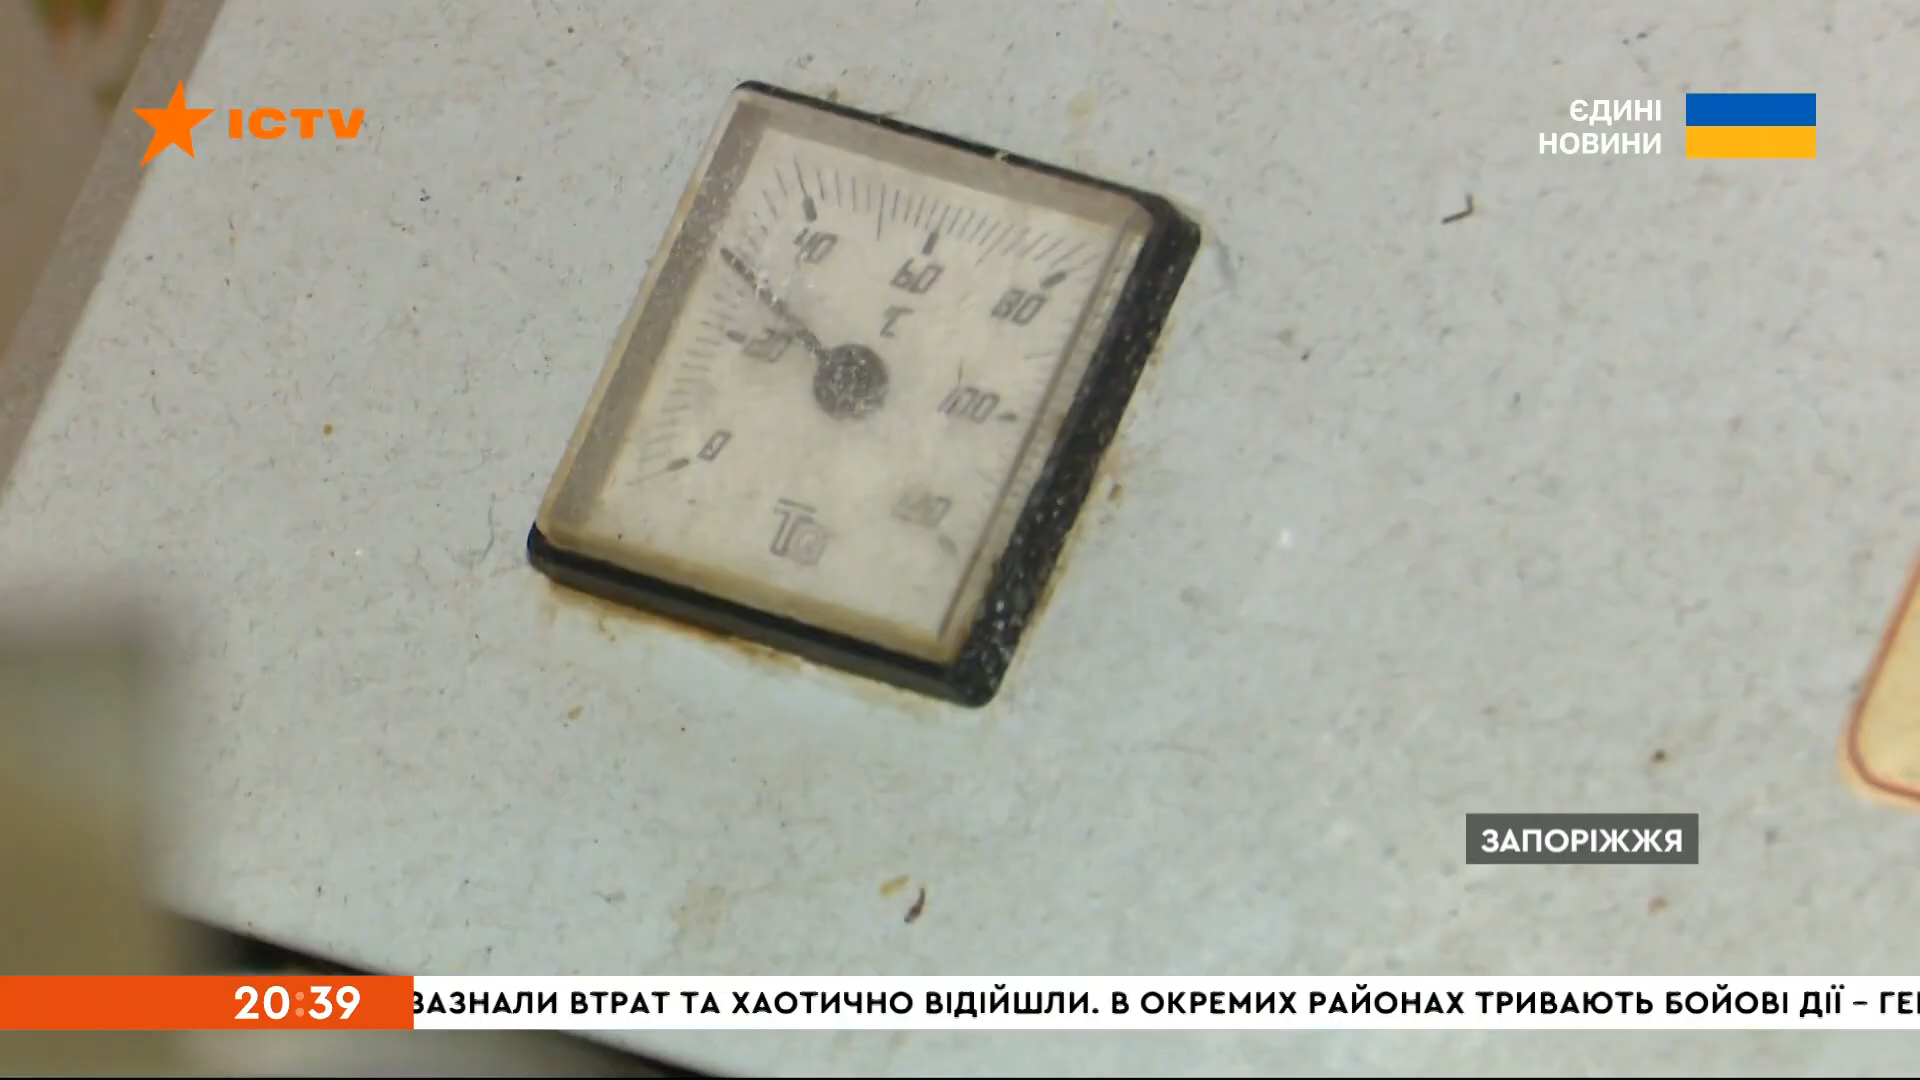 ICTV
ЄДИНІ
НОВИНИ
40
60
80
20
100
0
ЗАПОРІЖЖЯ
20:39
ЗАЗНАЛИ ВТРАТ ТА ХАОТИЧНО ВІДІЙШЛИ. В ОКРЕМИХ РАЙОНАХ ТРИВАЮТЬ БОЙОВІ ДІЇ –